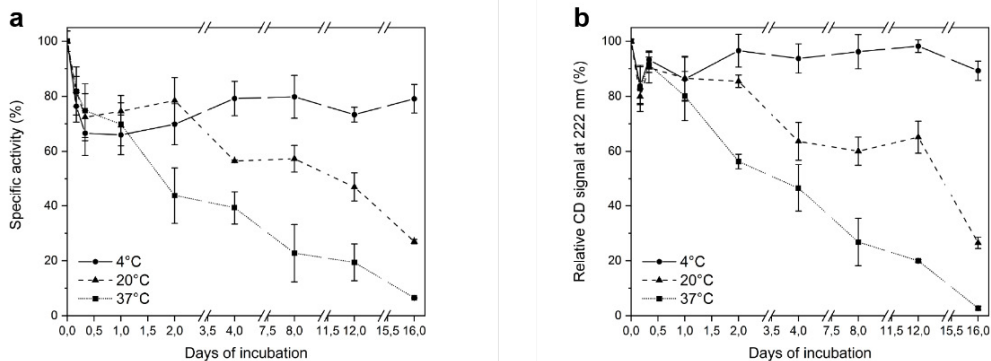 a
100
80
60
40
20
0
Specific activity (%)
4°C
20°C
37°C
0,0 0,5 1,0 1,5 2,0 3,5 4,0 7,5 8,0 11,5 12,0 15,5 16,0
Days of incubation
b
100
80
60
40
20
0
Relative CD signal at 222 nm (%)
4°C
20°C
37°C
0,0 0,5 1,0 1,5 2,0 3,5 4,0 7,5 8,0 11,5 12,0 15,5 16,0
Days of incubation